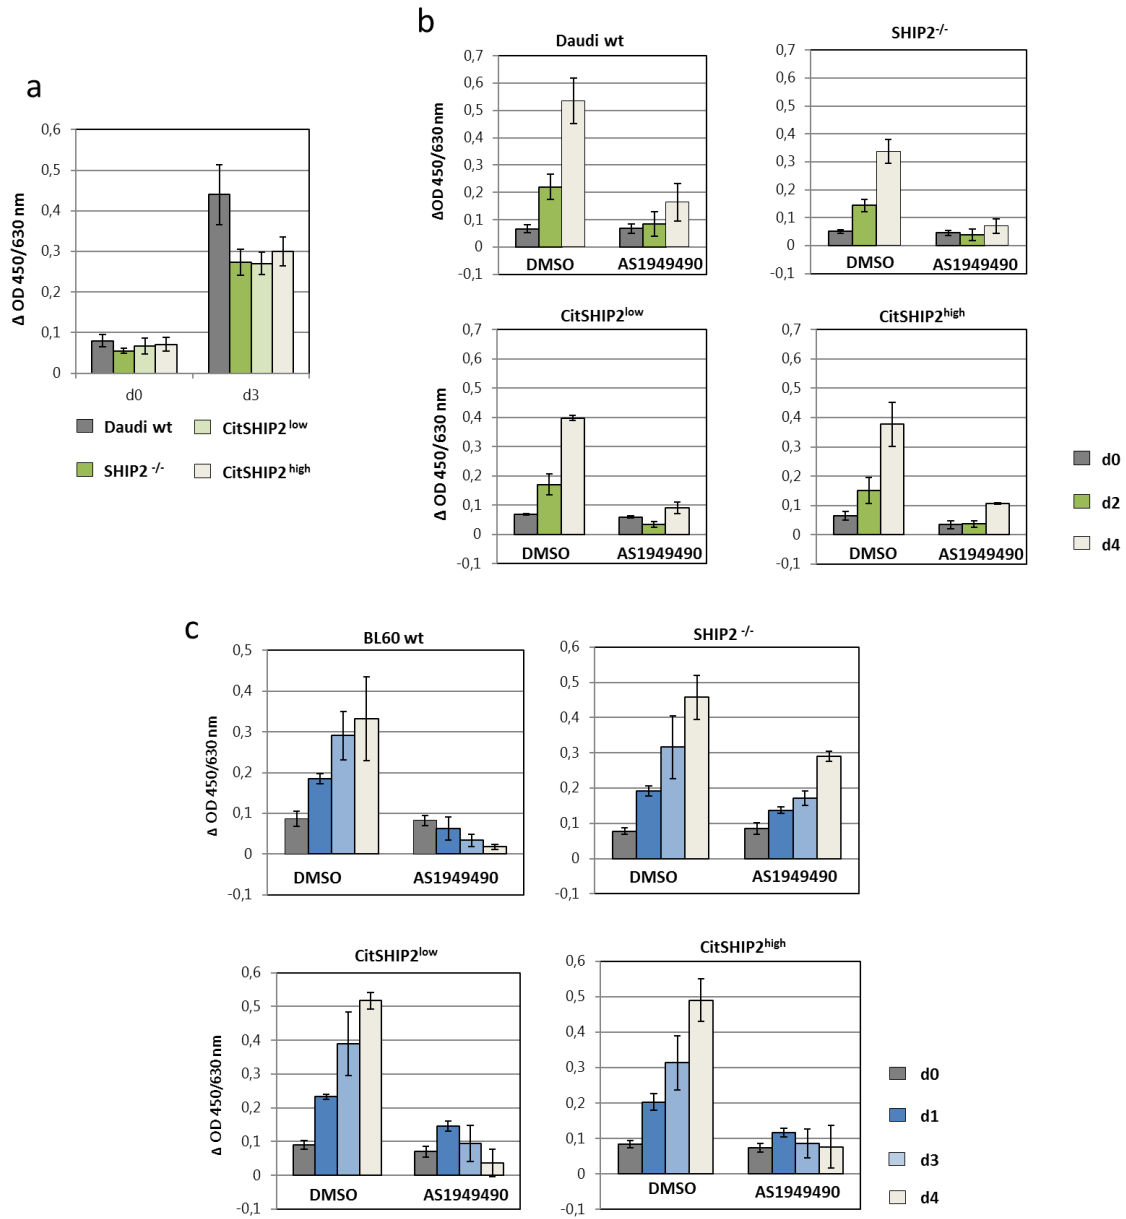 a
0,6
0,5
0,4
0,3
0,2
0,1
0
Δ OD 450/630 nm
d0 d3
Daudi wt CitSHIP2 low
SHIP2 -/- CitSHIP2 high
b
Daudi wt
0,7
0,6
0,5
0,4
0,3
0,2
0,1
0
-0,1
ΔOD 450/630 nm
DMSO AS1949490
SHIP2-/-
0,7
0,6
0,5
0,4
0,3
0,2
0,1
0
-0,1
DMSO AS1949490
CitSHIP2low
0,7
0,6
0,5
0,4
0,3
0,2
0,1
0
-0,1
Δ OD 450/630 nm
DMSO AS1949490
CitSHIP2high
0,7
0,6
0,5
0,4
0,3
0,2
0,1
0
-0,1
DMSO AS1949490
d0
d2
d4
c
BL60 wt
0,5
0,4
0,3
0,2
0,1
0
-0,1
Δ OD 450/630 nm
DMSO AS1949490
SHIP2 -/-
0,6
0,5
0,4
0,3
0,2
0,1
0
-0,1
DMSO AS1949490
CitSHIP2low
0,6
0,5
0,4
0,3
0,2
0,1
0
-0,1
Δ OD 450/630 nm
DMSO AS1949490
CitSHIP2high
0,6
0,5
0,4
0,3
0,2
0,1
0
-0,1
DMSO AS1949490
d0
d1
d3
d4